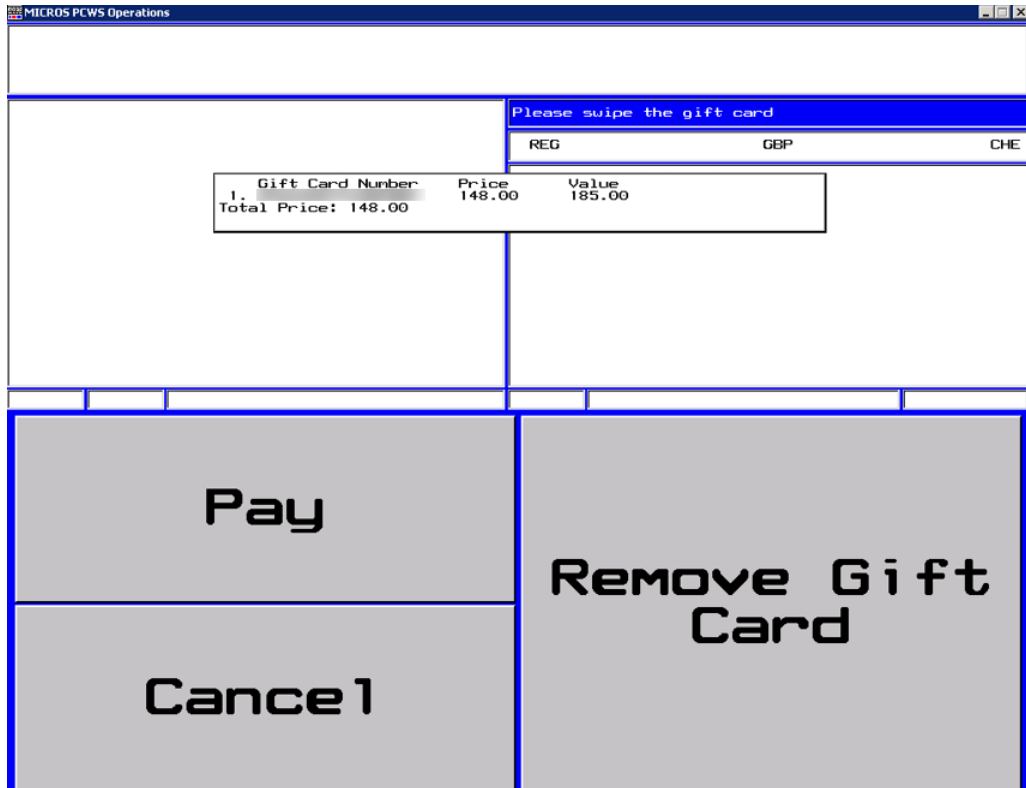 MICROS PCWS Operations
Please swipe the gift card
REG GBP CHE
Gift Card Number Price Value
1. 148.00 185.00
Total Price: 148.00
Pay
Remove Gift
Card
Cancel